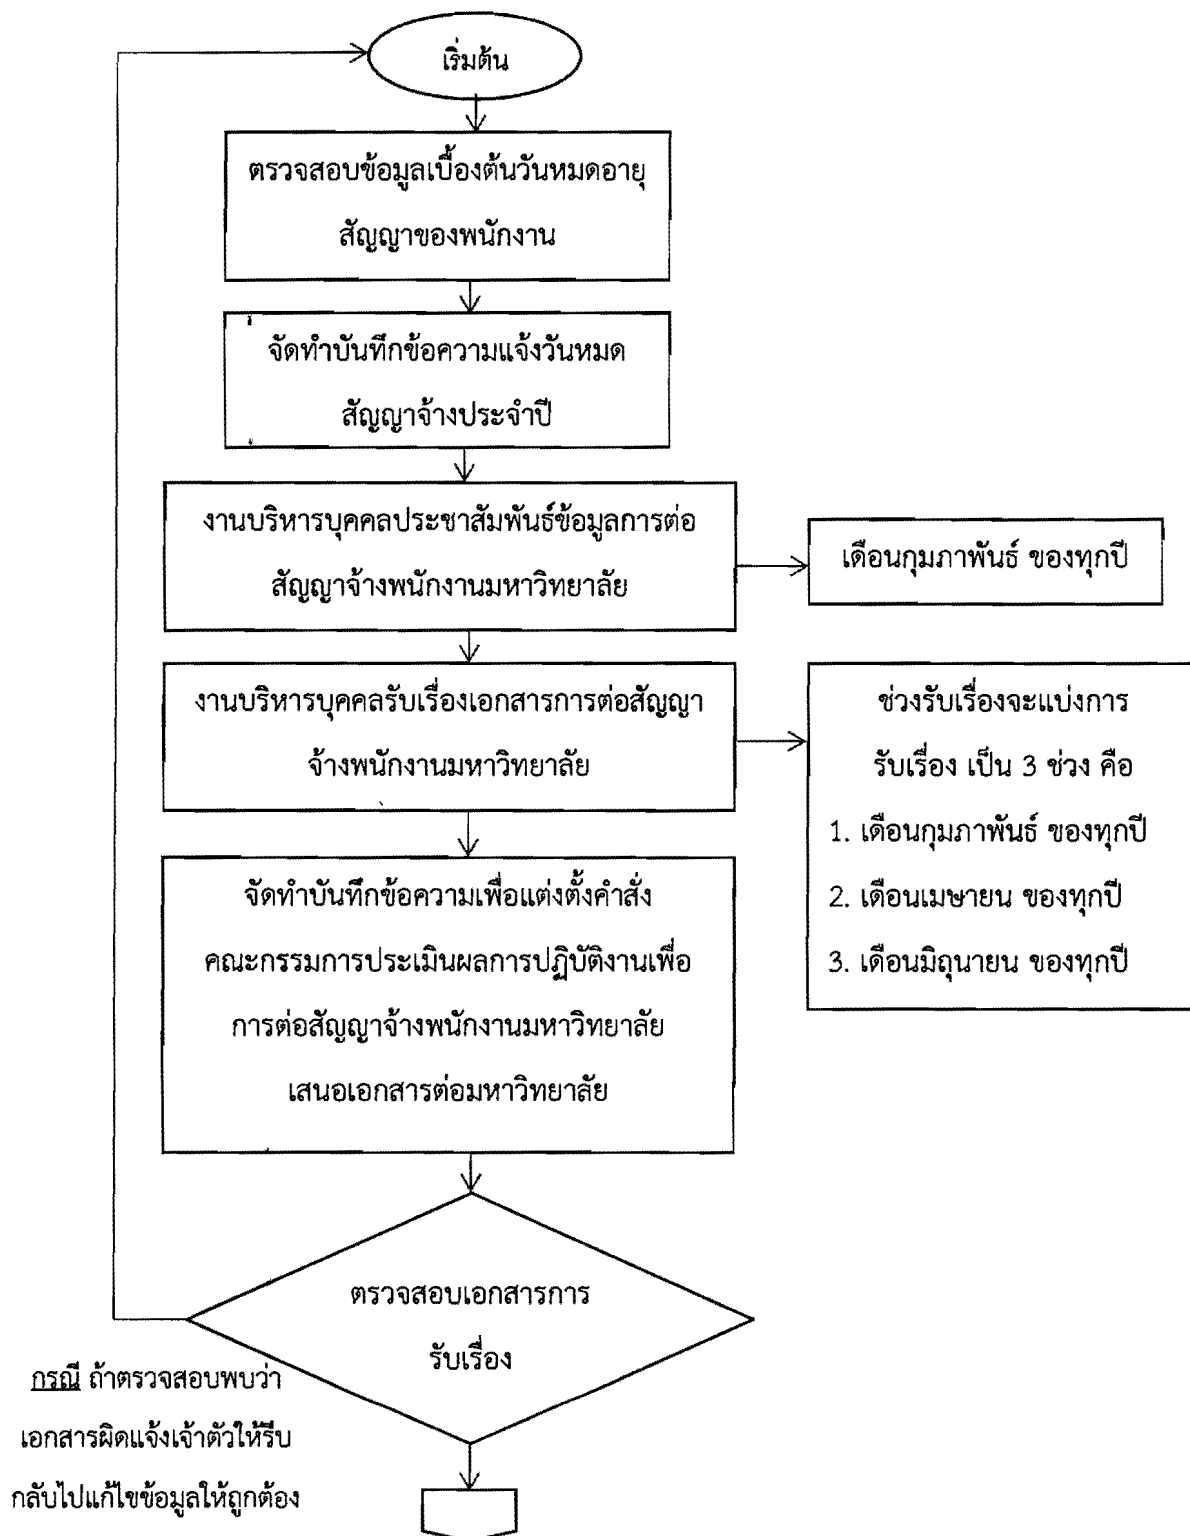 เริ่มต้น
ตรวจสอบข้อมูลเบื้องต้นวันหมดอายุ
สัญญาของพนักงาน
จัดทำบันทึกข้อความแจ้งวันหมด
สัญญาจ้างประจำปี
งานบริหารบุคคลประชาสัมพันธ์ข้อมูลการต่อ
สัญญาจ้างพนักงานมหาวิทยาลัย
เดือนกุมภาพันธ์ ของทุกปี
งานบริหารบุคคลรับเรื่องเอกสารการต่อสัญญา
จ้างพนักงานมหาวิทยาลัย
ช่วงรับเรื่องจะแบ่งการ
รับเรื่อง เป็น 3 ช่วง คือ
1. เดือนกุมภาพันธ์ ของทุกปี
2. เดือนเมษายน ของทุกปี
3. เดือนมิถุนายน ของทุกปี
จัดทำบันทึกข้อความเพื่อแต่งตั้งคำสั่ง
คณะกรรมการประเมินผลการปฏิบัติงานเพื่อ
การต่อสัญญาจ้างพนักงานมหาวิทยาลัย
เสนอเอกสารต่อมหาวิทยาลัย
ตรวจสอบเอกสารการ
รับเรื่อง
กรณี ถ้าตรวจสอบพบว่า
เอกสารผิดแจ้งเจ้าตัวให้รีบ
กลับไปแก้ไขข้อมูลให้ถูกต้อง